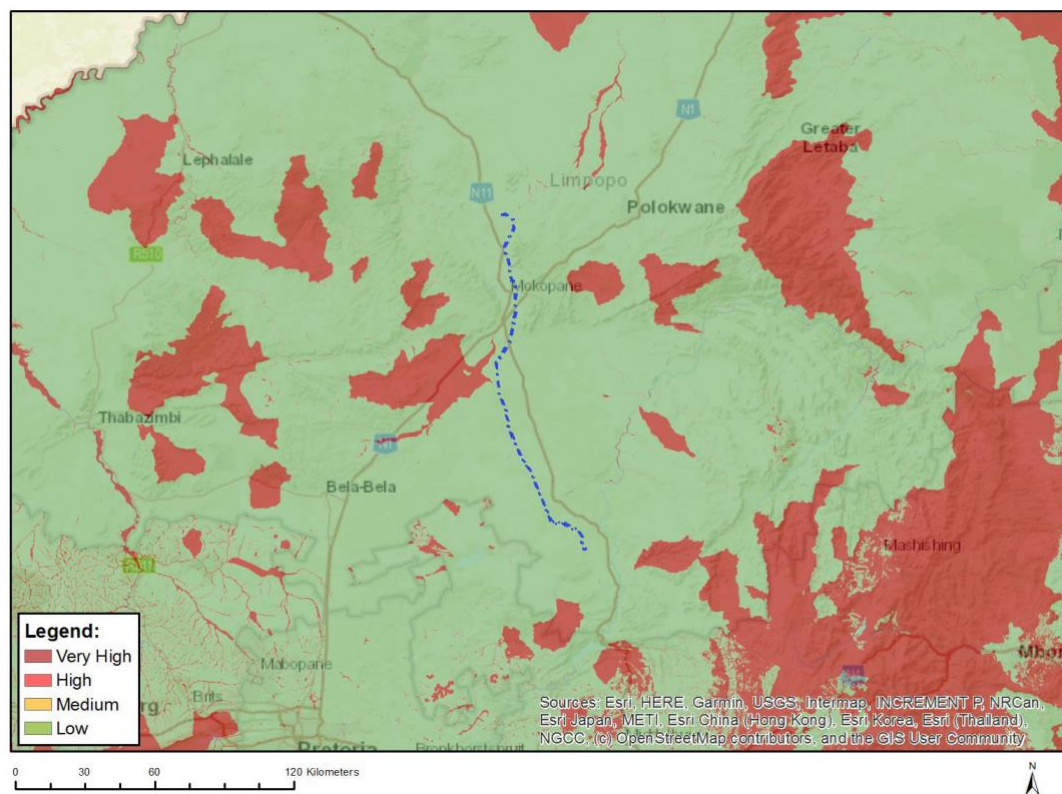 N1
Greater
Letaba
Lephalale
Limpopo
N11
Polokwane
R510
Mokopane
Thabazimbi
N1
Bela-Bela
Mashishing
Legend:
Very High
High
Medium
Low
Mabopane
Brits
Pretoria
Bronkhorstspruit
Sources: Esri, HERE, Garmin, USGS, Intermap, INCREMENT P, NRCan,
Esri Japan, METI, Esri China (Hong Kong), Esri Korea, Esri (Thailand),
NGCC, (c) OpenStreetMap contributors, and the GIS User Community
0 30 60 120 Kilometers
N